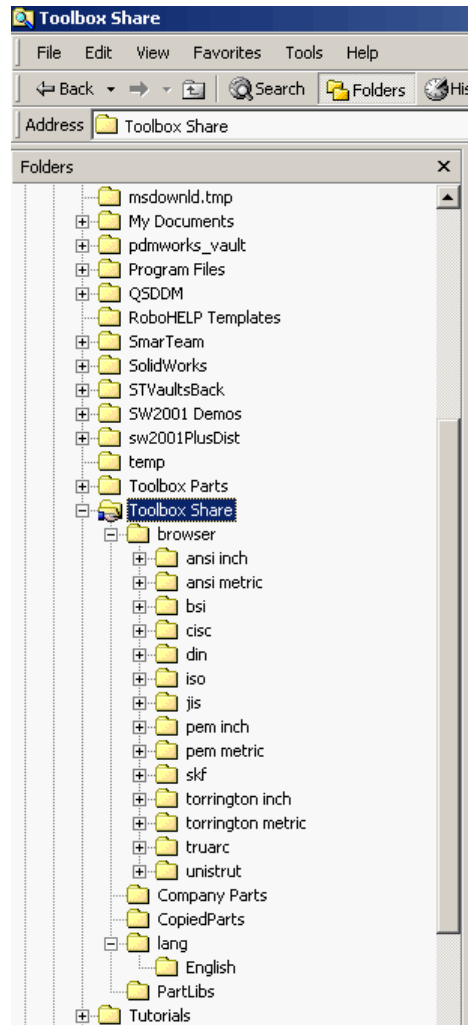 Toolbox Share
File Edit View Favorites Tools Help
Back Search Folders His
Address Toolbox Share
Folders
msdownld.tmp
My Documents
pdmworks_vault
Program Files
QSDDM
RoboHELP Templates
SmarTeam
SolidWorks
STVaultsBack
SW2001 Demos
sw2001PlusDist
temp
Toolbox Parts
Toolbox Share
browser
ansi inch
ansi metric
bsi
cisc
din
iso
jis
pem inch
pem metric
skf
torrington inch
torrington metric
truarc
unistrut
Company Parts
CopiedParts
lang
English
PartLibs
Tutorials